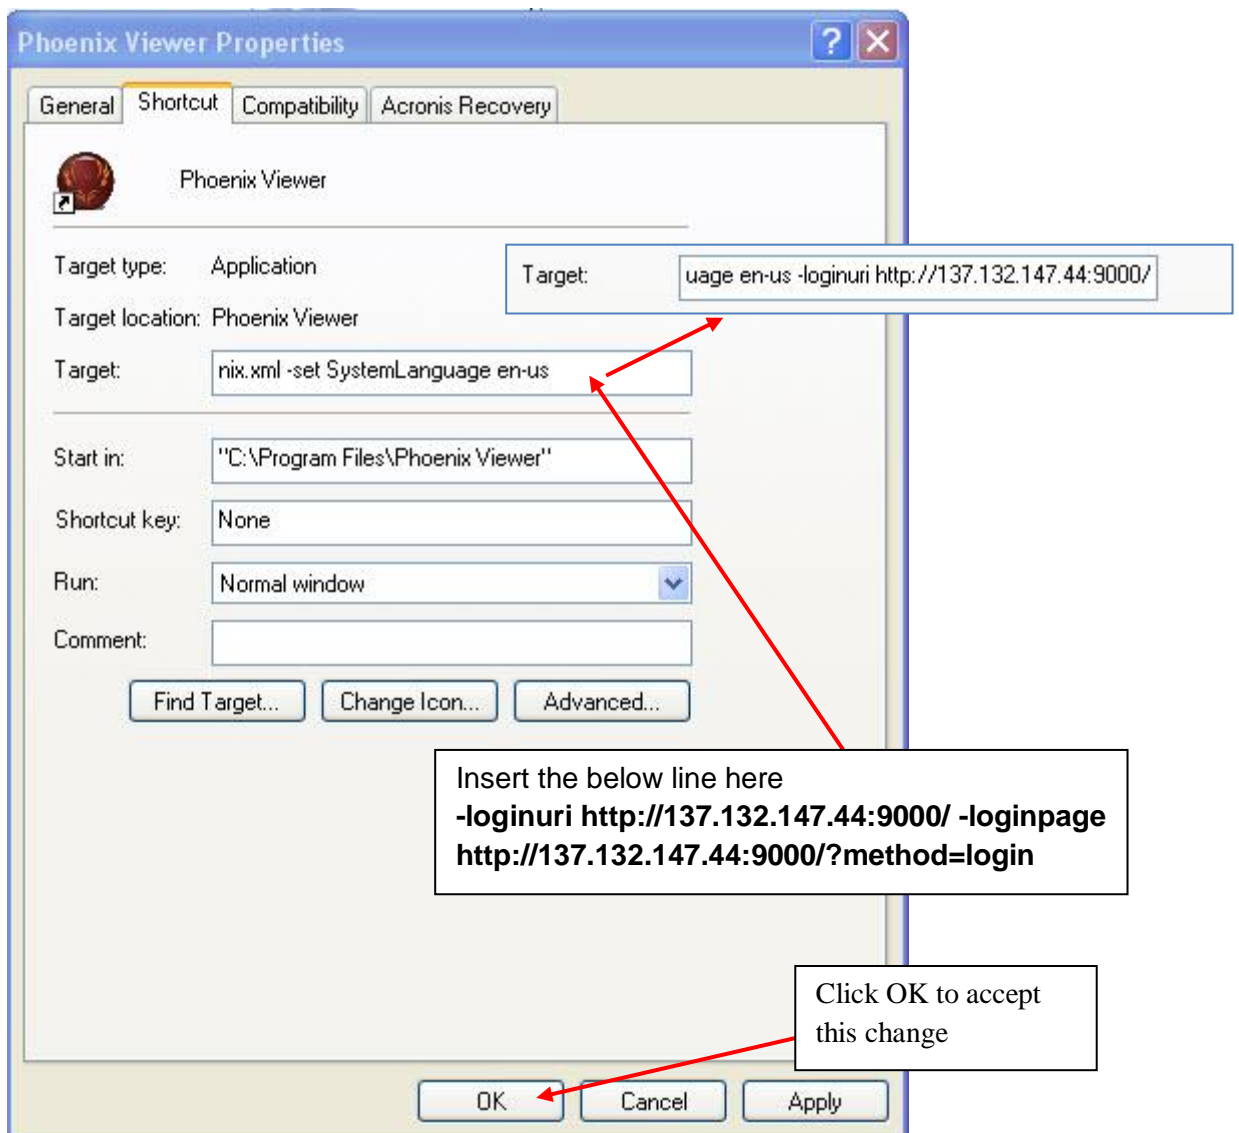 Phoenix Viewer Properties
General Shortcut Compatibility Acronis Recovery
Phoenix Viewer
Target type: Application
Target: uage en-us -loginuri http://137.132.147.44:9000/
Target location: Phoenix Viewer
Target: nix.xml -set SystemLanguage en-us
Start in: "C:\Program Files\Phoenix Viewer"
Shortcut key: None
Run: Normal window
Comment:
Find Target... Change Icon... Advanced...
Insert the below line here
-loginuri http://137.132.147.44:9000/ -loginpage
http://137.132.147.44:9000/?method=login
Click OK to accept
this change
OK Cancel Apply